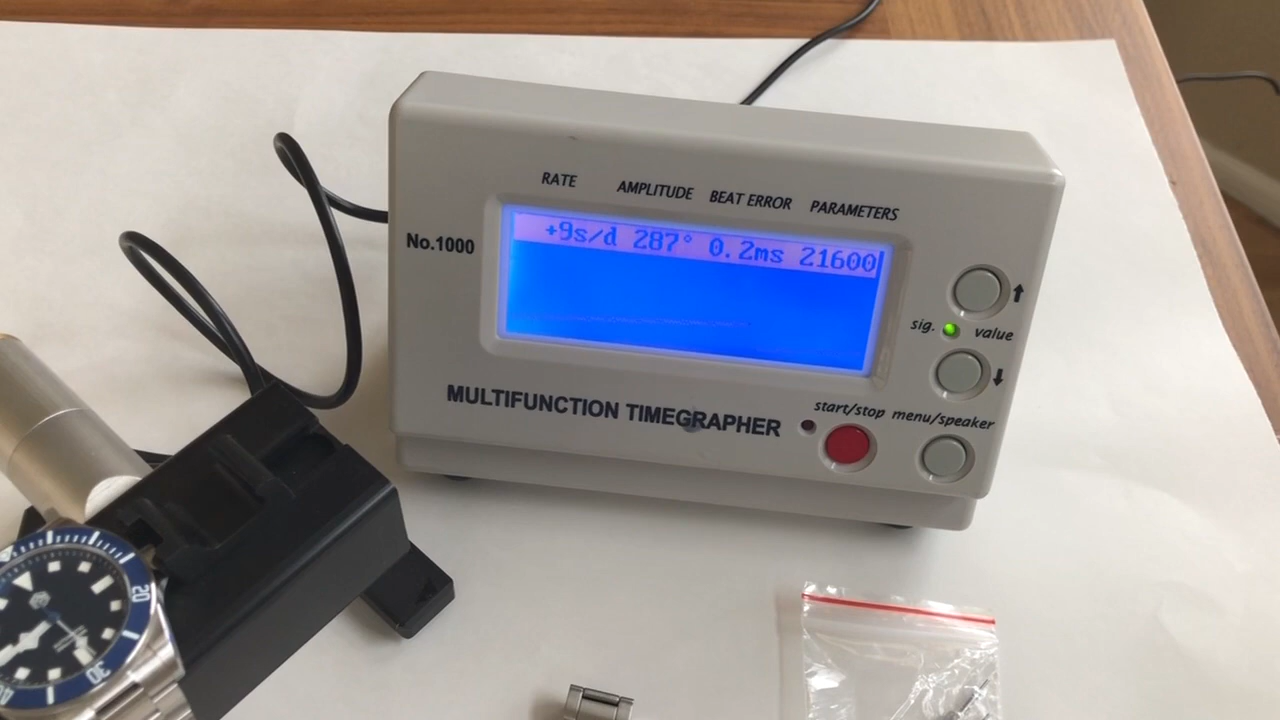 RATE AMPLITUDE BEAT ERROR PARAMETERS
No.1000
+9s/d 287° 0.2ms 21600
sig. value
MULTIFUNCTION TIMEGRAPHER
start/stop menu/speaker
20
30
40